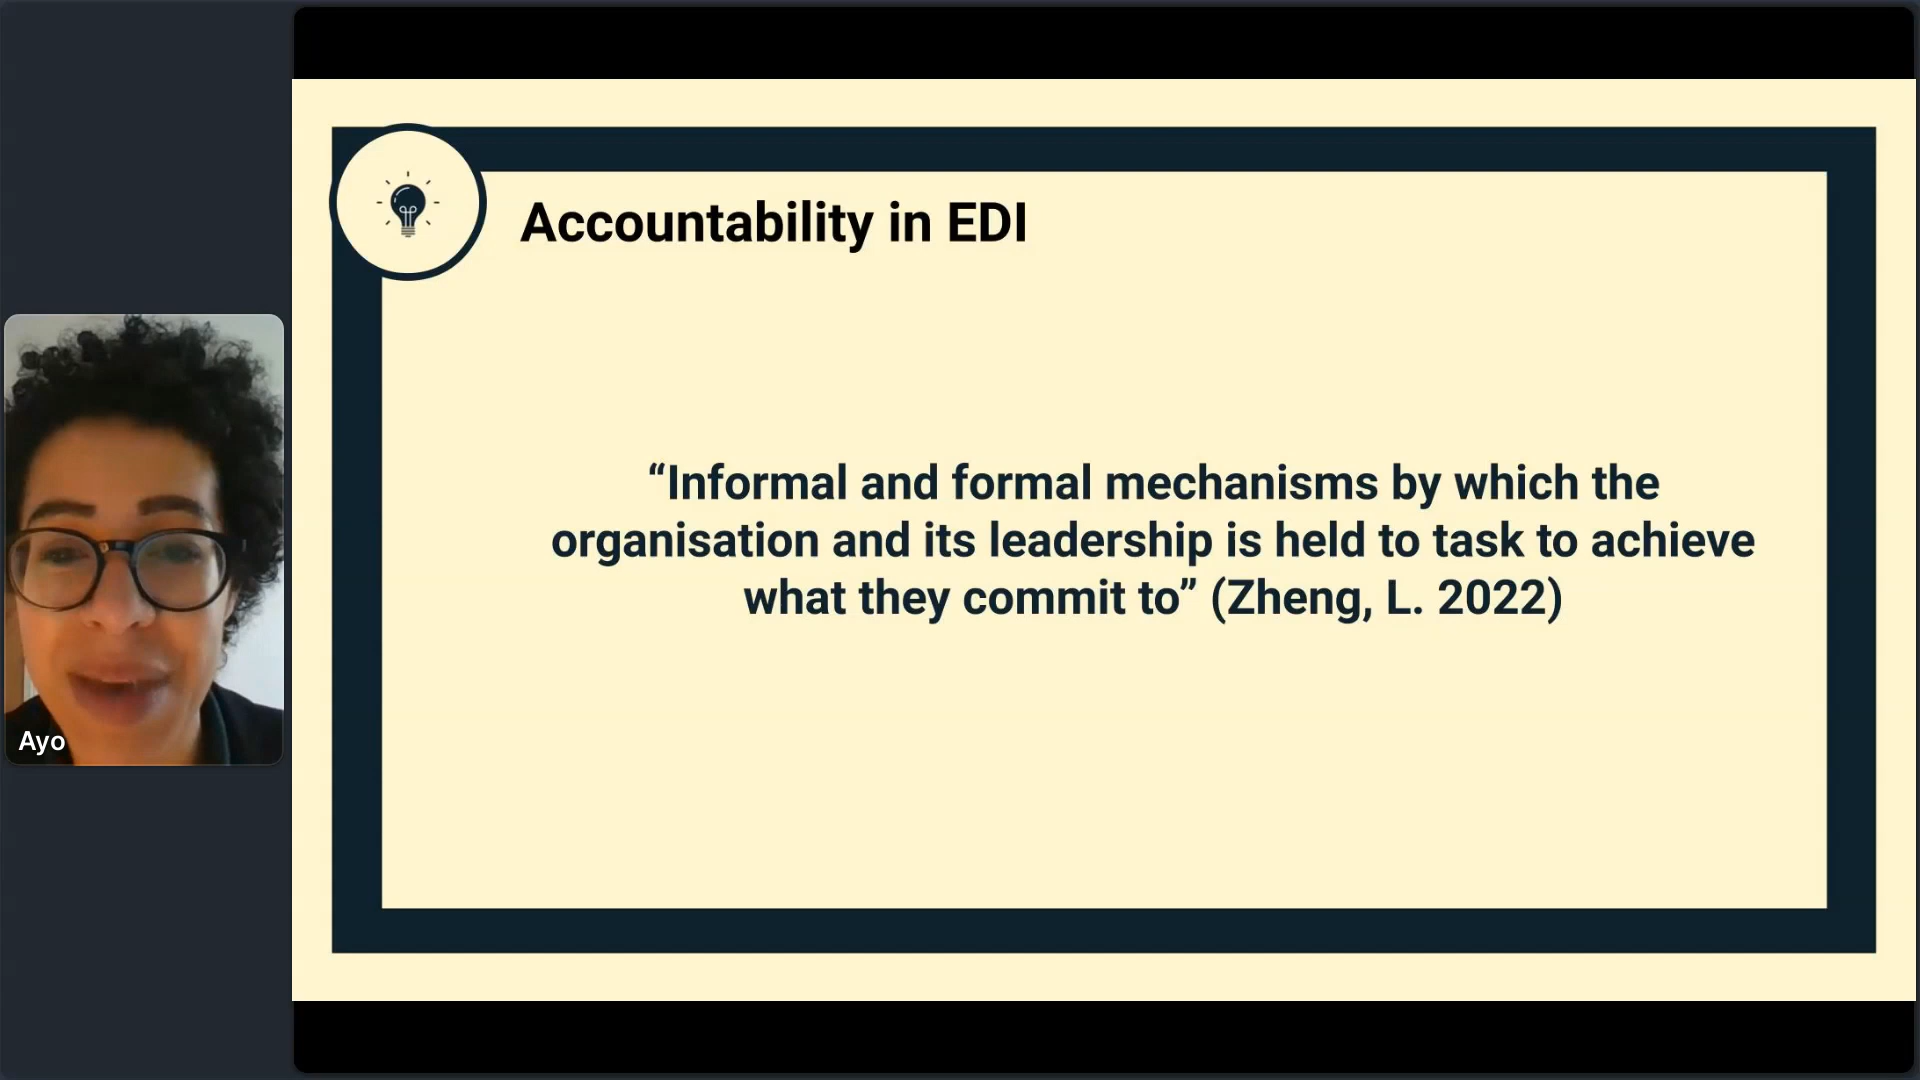 Accountability in EDI
“Informal and formal mechanisms by which the
organisation and its leadership is held to task to achieve
what they commit to” (Zheng, L. 2022)
Ayo